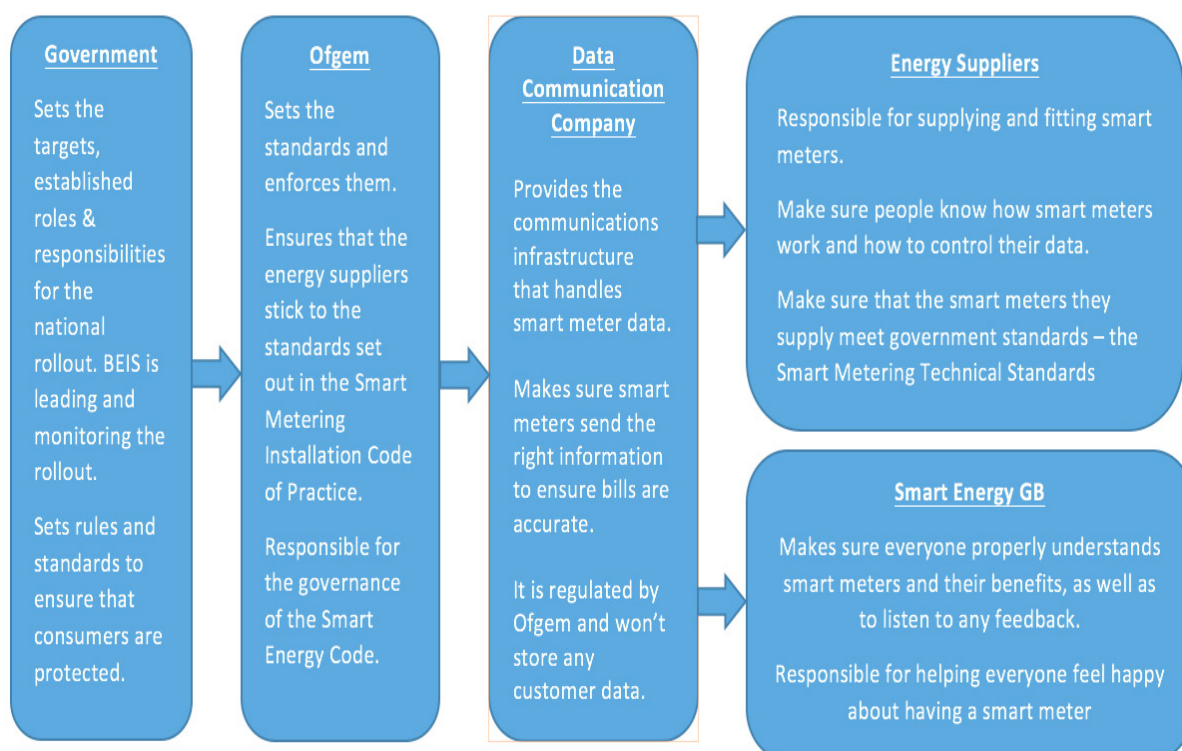 Government
Sets the
targets,
established
roles &
responsibilities
for the
national
rollout. BEIS is
leading and
monitoring the
rollout.
Sets rules and
standards to
ensure that
consumers are
protected.
Ofgem
Sets the
standards and
enforces them.
Ensures that the
energy suppliers
stick to the
standards set
out in the Smart
Metering
Installation Code
of Practice.
Responsible for
the governance
of the Smart
Energy Code.
Data
Communication
Company
Provides the
communications
infrastructure
that handles
smart meter data.
Makes sure smart
meters send the
right information
to ensure bills are
accurate.
It is regulated by
Ofgem and won't
store any
customer data.
Energy Suppliers
Responsible for supplying and fitting smart
meters.
Make sure people know how smart meters
work and how to control their data.
Make sure that the smart meters they
supply meet government standards – the
Smart Metering Technical Standards
Smart Energy GB
Makes sure everyone properly understands
smart meters and their benefits, as well as
to listen to any feedback.
Responsible for helping everyone feel happy
about having a smart meter